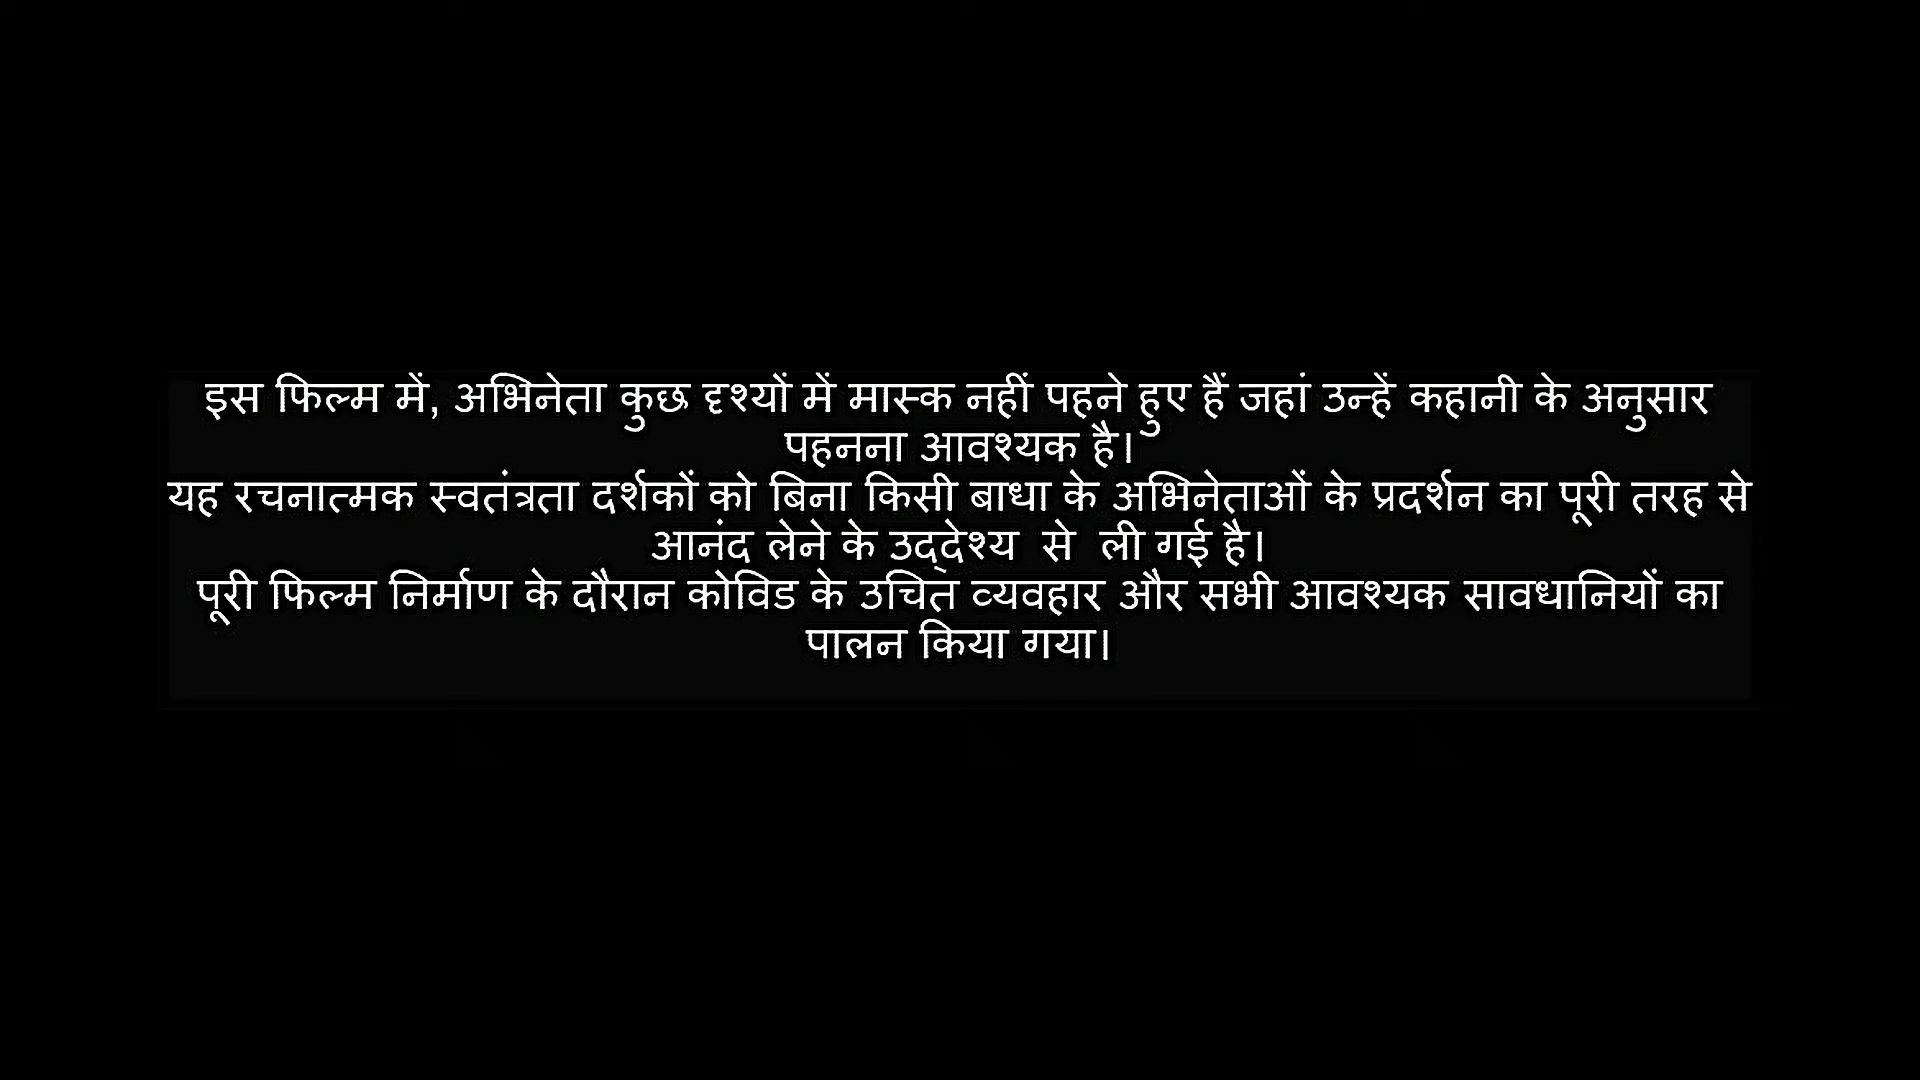 इस फिल्म में, अभिनेता कुछ दृश्यों में मास्क नहीं पहने हुए हैं जहां उन्हें कहानी के अनुसार
पहनना आवश्यक है।
यह रचनात्मक स्वतंत्रता दर्शकों को बिना किसी बाधा के अभिनेताओं के प्रदर्शन का पूरी तरह से
आनंद लेने के उद्देश्य से ली गई है।
पूरी फिल्म निर्माण के दौरान कोविड के उचित व्यवहार और सभी आवश्यक सावधानियों का
पालन किया गया।